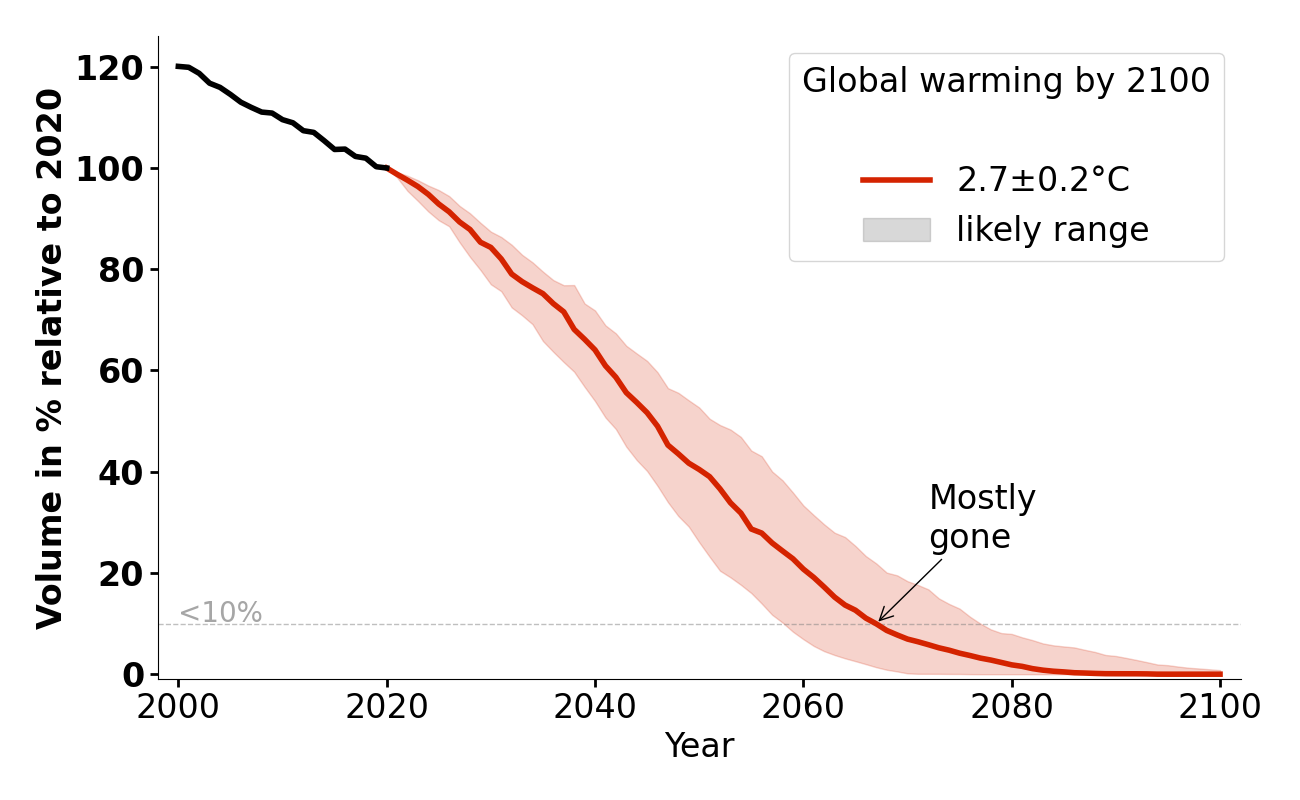 Volume in % relative to 2020
120
100
80
60
40
20
0
Global warming by 2100
2.7±0.2°C
likely range
Mostly
gone
<10%
2000 2020 2040 2060 2080 2100
Year